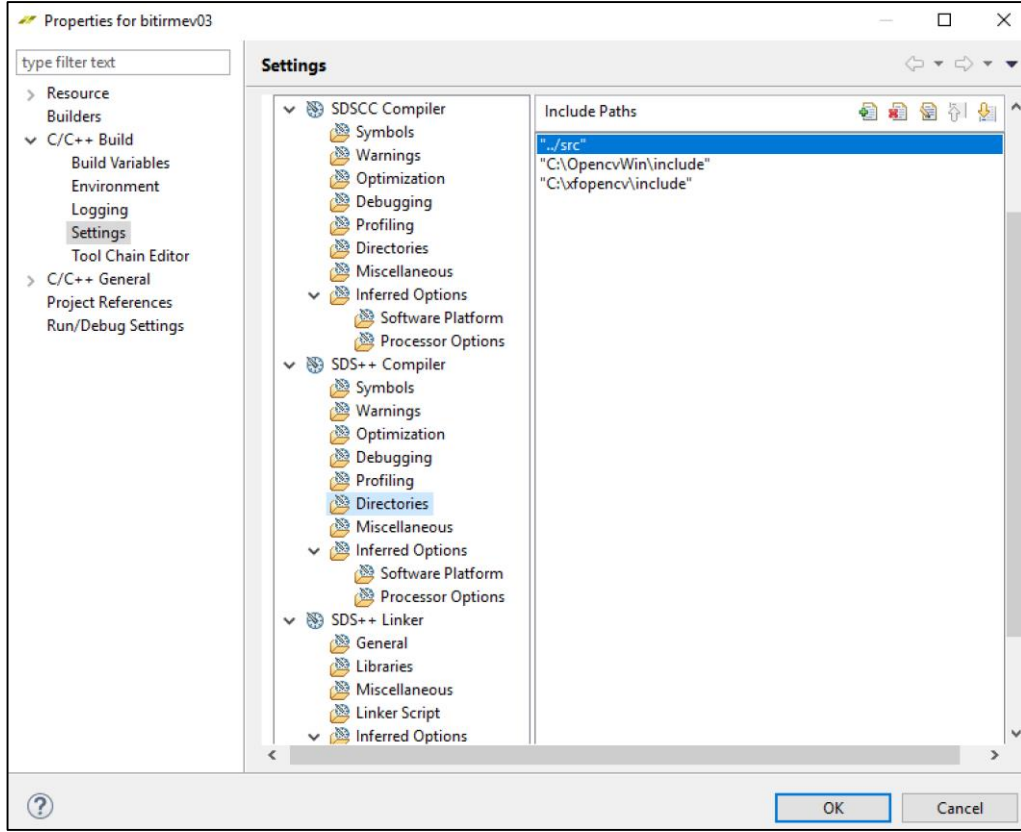 Properties for bitirmev03
type filter text
Resource
Builders
C/C++ Build
Build Variables
Environment
Logging
Settings
Tool Chain Editor
C/C++ General
Project References
Run/Debug Settings
Settings
SDSCC Compiler
Symbols
Warnings
Optimization
Debugging
Profiling
Directories
Miscellaneous
Inferred Options
Software Platform
Processor Options
SDS++ Compiler
Symbols
Warnings
Optimization
Debugging
Profiling
Directories
Miscellaneous
Inferred Options
Software Platform
Processor Options
SDS++ Linker
General
Libraries
Miscellaneous
Linker Script
Inferred Options
Include Paths
"../src"
"C:\OpencvWin\include"
"C:\xfopencv\include"
OK
Cancel